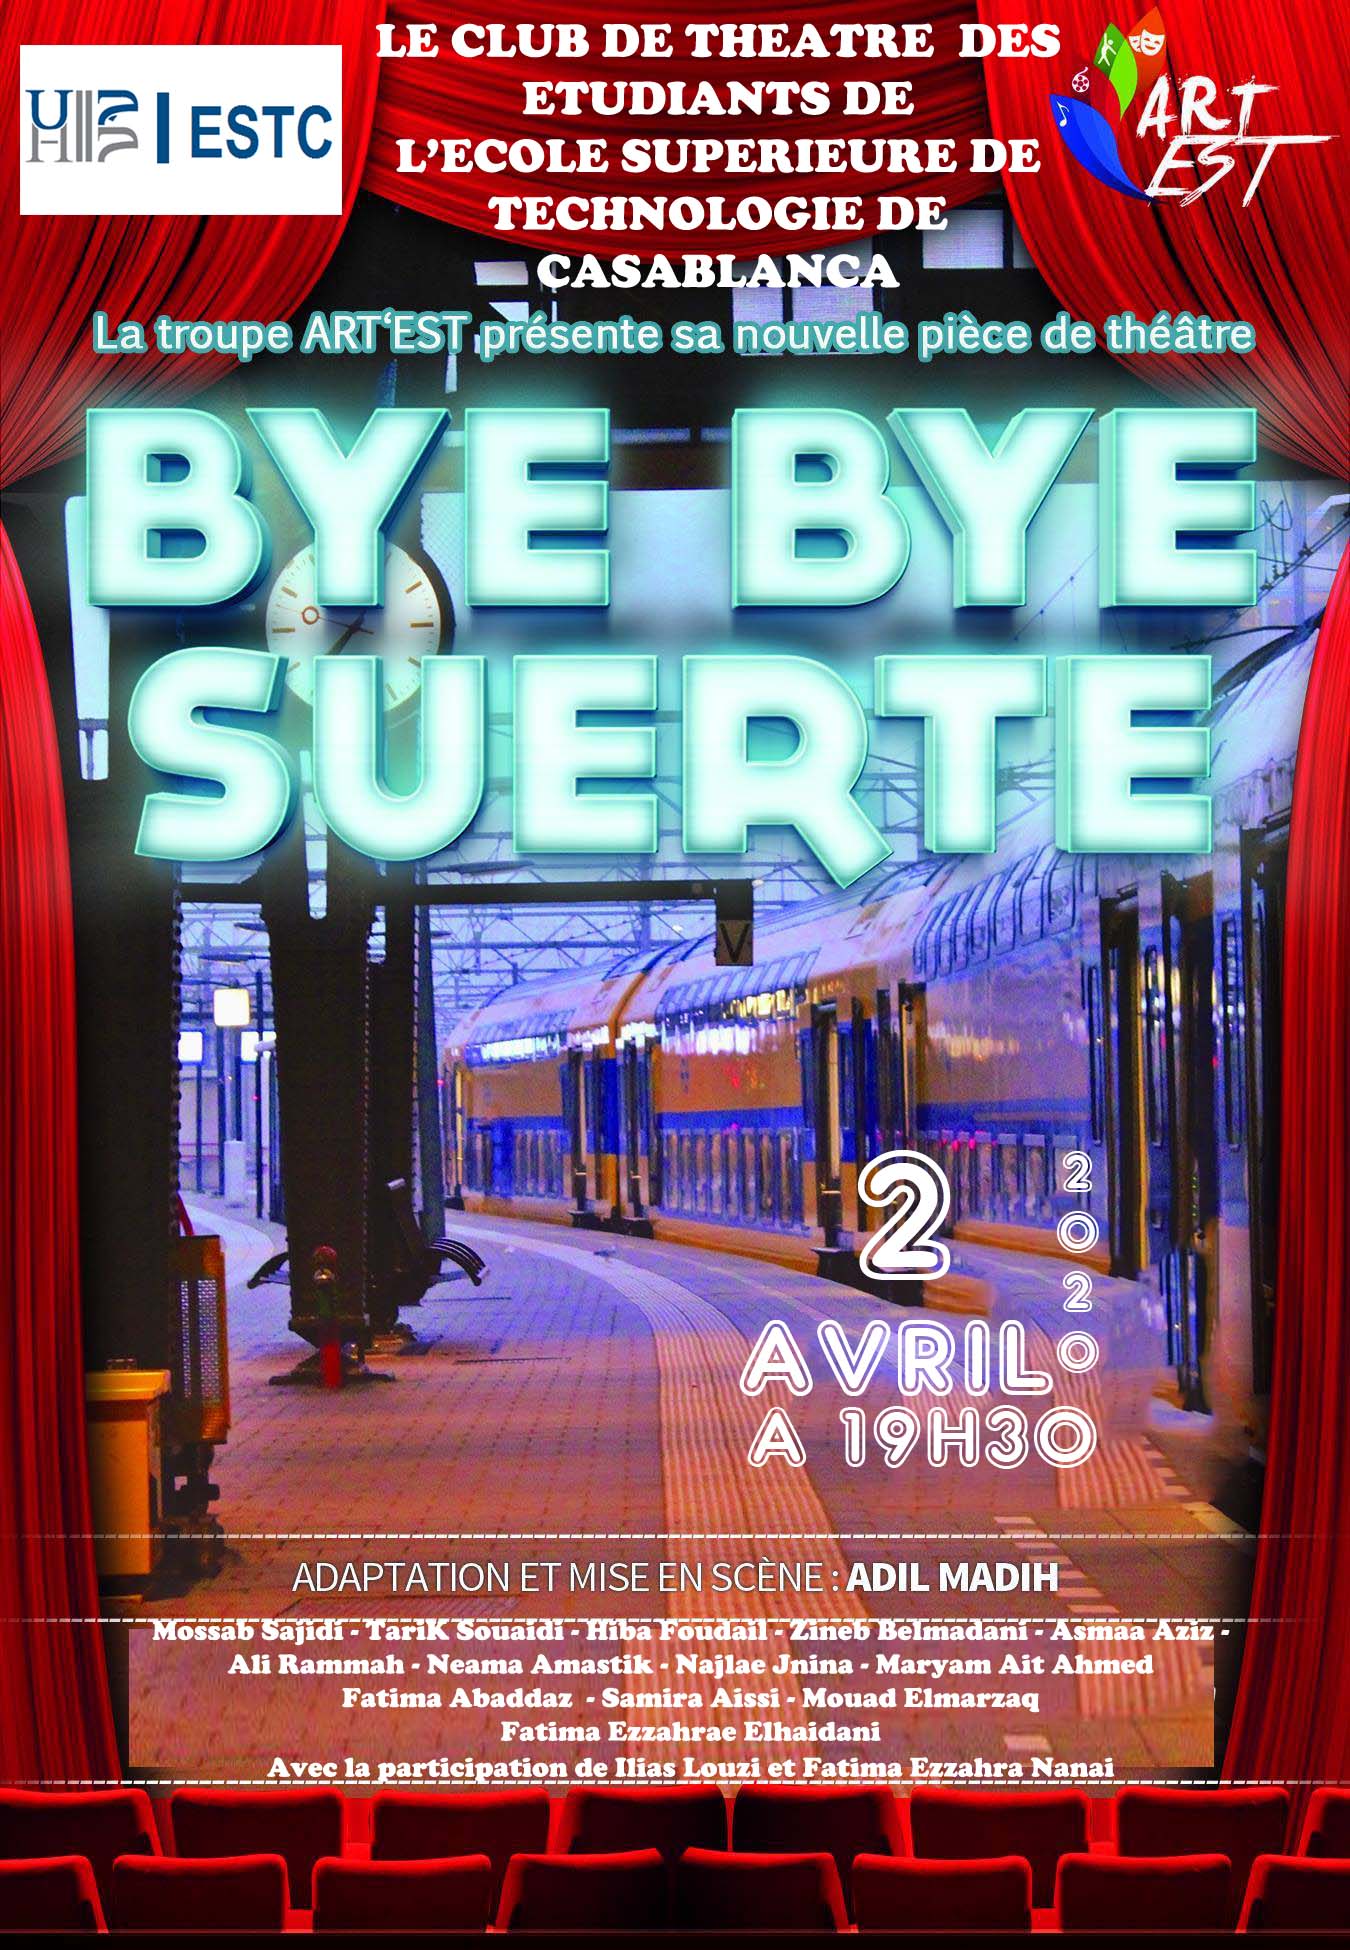 UH2C | ESTC
LE CLUB DE THEATRE DES
ETUDIANTS DE
L'ECOLE SUPERIEURE DE
TECHNOLOGIE DE
CASABLANCA
ART
EST
La troupe ART‘EST présente sa nouvelle pièce de théâtre
BYE BYE
SUERTE
V
2
AVRIL
2020
A 19H30
ADAPTATION ET MISE EN SCÈNE : ADIL MADIH
Mossab Sajidi - TariK Souaidi - Hiba Foudail - Zineb Belmadani - Asmaa Aziz -
Ali Rammah - Neama Amastik - Najlae Jnina - Maryam Ait Ahmed
Fatima Abaddaz - Samira Aissi - Mouad Elmarzaq
Fatima Ezzahrae Elhaidani
Avec la participation de Ilias Louzi et Fatima Ezzahra Nanai